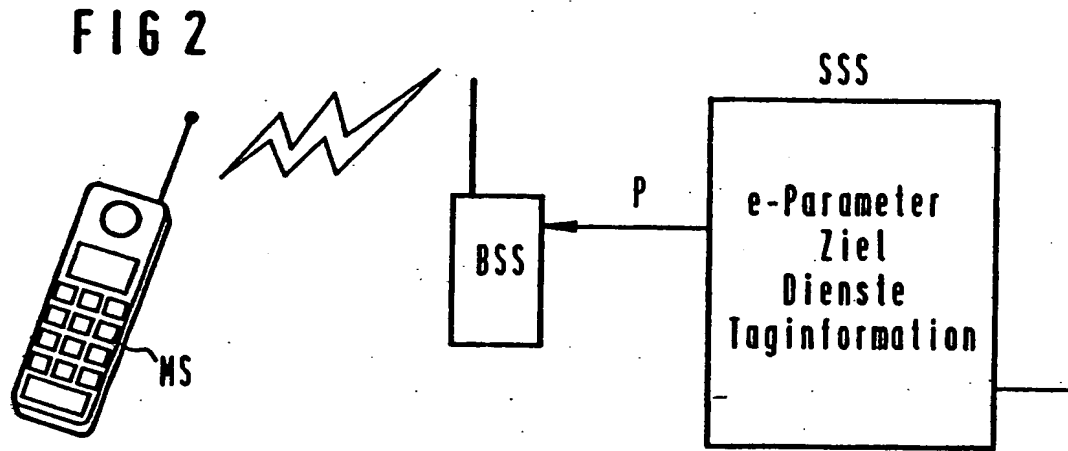 FIG 2
SSS
P
e-Parameter
Ziel
Dienste
Taginformation
BSS
MS